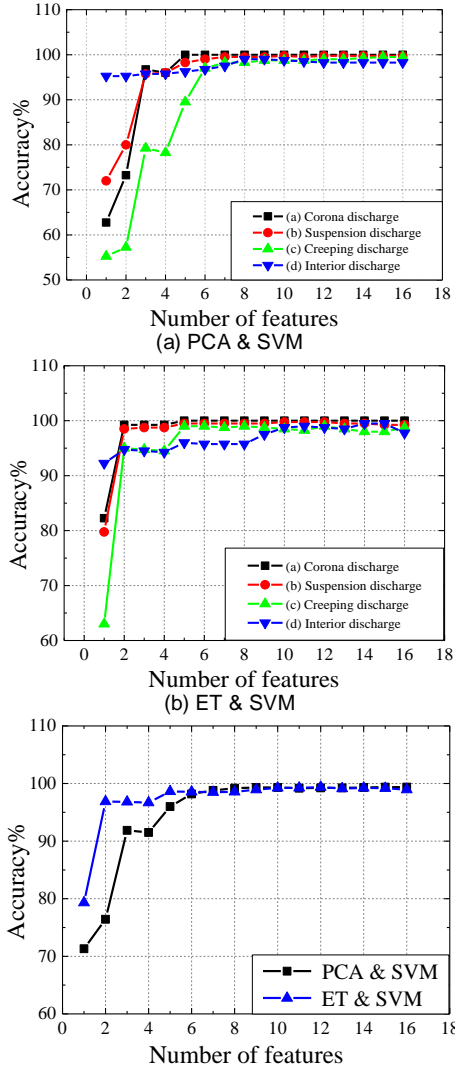 110
100
90
80
70
60
50
Accuracy%
(a) Corona discharge
(b) Suspension discharge
(c) Creeping discharge
(d) Interior discharge
0 2 4 6 8 10 12 14 16 18
Number of features
(a) PCA & SVM
110
100
90
80
70
60
Accuracy%
(a) Corona discharge
(b) Suspension discharge
(c) Creeping discharge
(d) Interior discharge
0 2 4 6 8 10 12 14 16 18
Number of features
(b) ET & SVM
110
100
90
80
70
60
Accuracy%
PCA & SVM
ET & SVM
0 2 4 6 8 10 12 14 16 18
Number of features